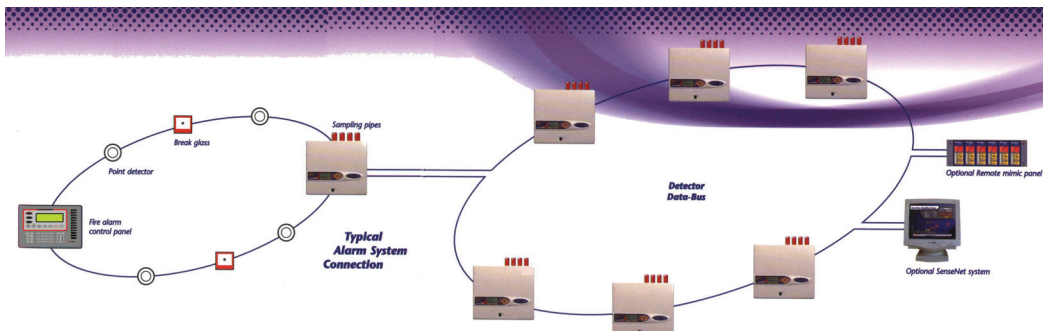 Sampling pipes
Break glass
Point detector
Fire alarm
control panel
Typical
Alarm System
Connection
Detector
Data-Bus
Optional Remote mimic panel
Optional SenseNet system